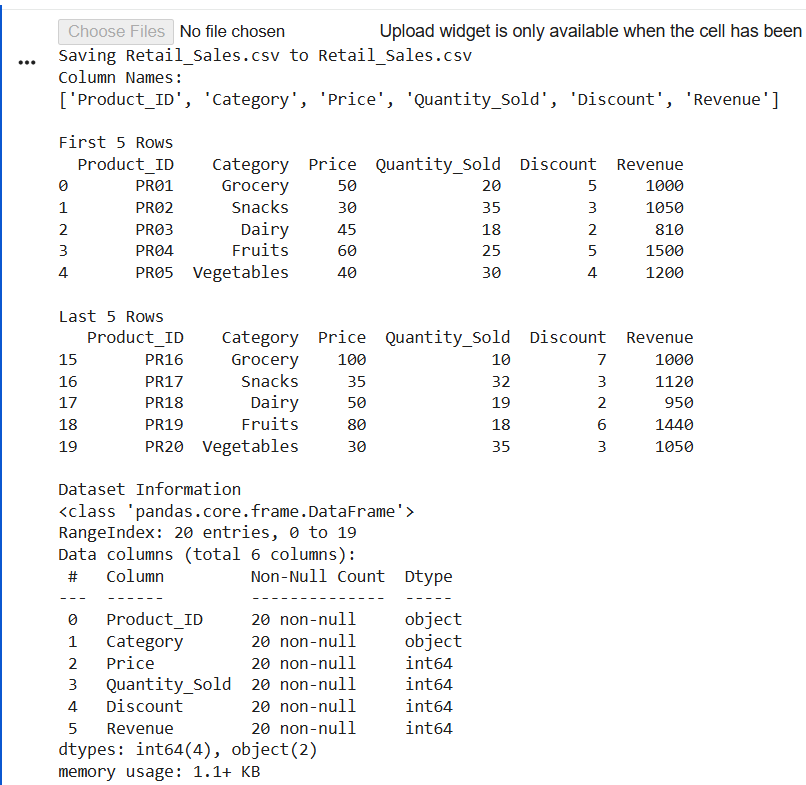 Choose Files No file chosen Upload widget is only available when the cell has been
Saving Retail_Sales.csv to Retail_Sales.csv
Column Names:
['Product_ID', 'Category', 'Price', 'Quantity_Sold', 'Discount', 'Revenue']
First 5 Rows
  Product_ID    Category  Price  Quantity_Sold  Discount  Revenue
0       PR01     Grocery     50             20         5     1000
1       PR02      Snacks     30             35         3     1050
2       PR03       Dairy     45             18         2      810
3       PR04      Fruits     60             25         5     1500
4       PR05  Vegetables     40             30         4     1200
Last 5 Rows
   Product_ID    Category  Price  Quantity_Sold  Discount  Revenue
15       PR16     Grocery    100             10         7     1000
16       PR17      Snacks     35             32         3     1120
17       PR18       Dairy     50             19         2      950
18       PR19      Fruits     80             18         6     1440
19       PR20  Vegetables     30             35         3     1050
Dataset Information
<class 'pandas.core.frame.DataFrame'>
RangeIndex: 20 entries, 0 to 19
Data columns (total 6 columns):
 #   Column         Non-Null Count  Dtype
---  ------         --------------  -----
 0   Product_ID     20 non-null     object
 1   Category       20 non-null     object
 2   Price          20 non-null     int64
 3   Quantity_Sold  20 non-null     int64
 4   Discount       20 non-null     int64
 5   Revenue        20 non-null     int64
dtypes: int64(4), object(2)
memory usage: 1.1+ KB